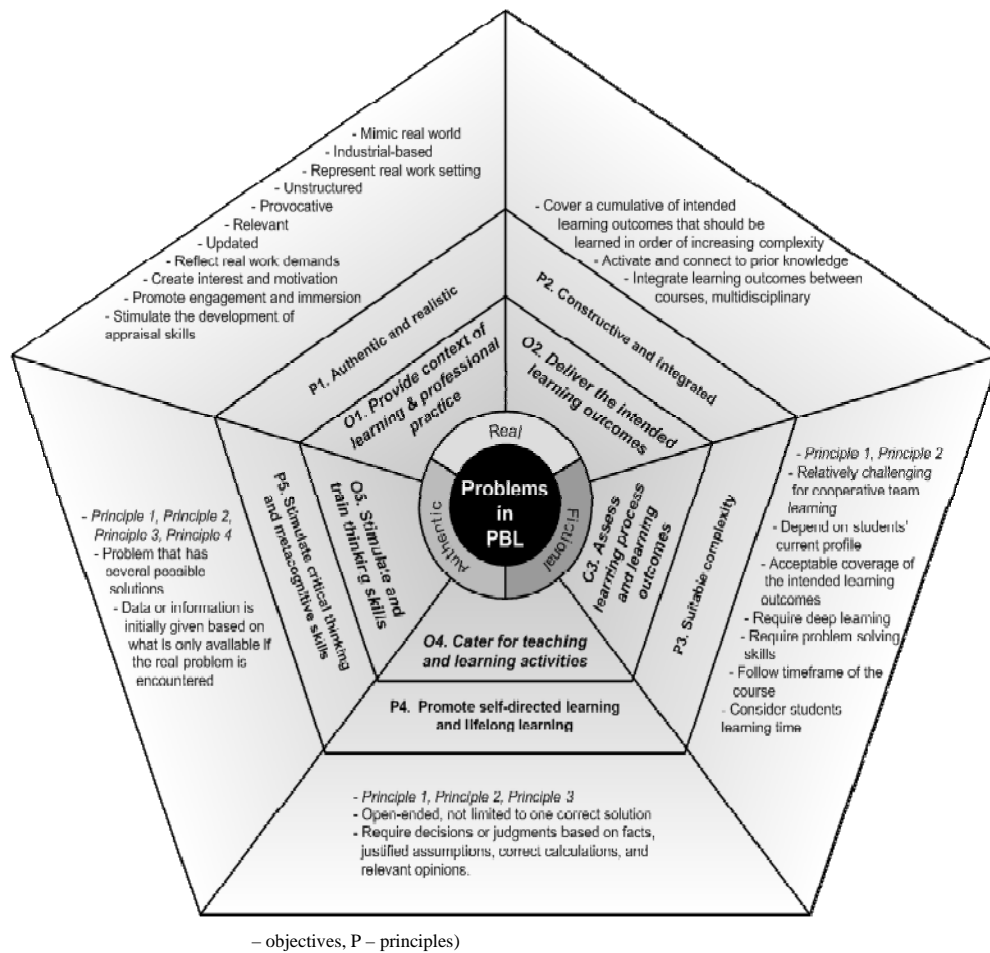 - Mimic real world
- Industrial-based
- Represent real work setting
- Unstructured
- Provocative
- Relevant
- Updated
- Reflect real work demands
- Create interest and motivation
- Promote engagement and immersion
- Stimulate the development of
appraisal skills
- Cover a cumulative of intended
learning outcomes that should be
learned in order of increasing complexity
- Activate and connect to prior knowledge
- Integrate learning outcomes between
courses, multidisciplinary
P1. Authentic and realistic
P2. Constructive and integrated
O1. Provide context of
learning & professional
practice
O2. Deliver the intended
learning outcomes
Real
Fictional
Authentic
Problems
in
PBL
C3. Assess
learning process
and learning
outcomes
P3. Suitable complexity
- Principle 1, Principle 2
- Relatively challenging
for cooperative team
learning
- Depend on students'
current profile
- Acceptable coverage of
the intended learning
outcomes
- Require deep learning
- Require problem solving
skills
- Follow timeframe of the
course
- Consider students
learning time
O5. Stimulate and
train thinking skills
P5. Stimulate critical thinking
and metacognitive skills
- Principle 1, Principle 2,
Principle 3, Principle 4
- Problem that has
several possible
solutions
- Data or information is
initially given based on
what is only available if
the real problem is
encountered
O4. Cater for teaching
and learning activities
P4. Promote self-directed learning
and lifelong learning
- Principle 1, Principle 2, Principle 3
- Open-ended, not limited to one correct solution
- Require decisions or judgments based on facts,
justified assumptions, correct calculations, and
relevant opinions.
– objectives, P – principles)